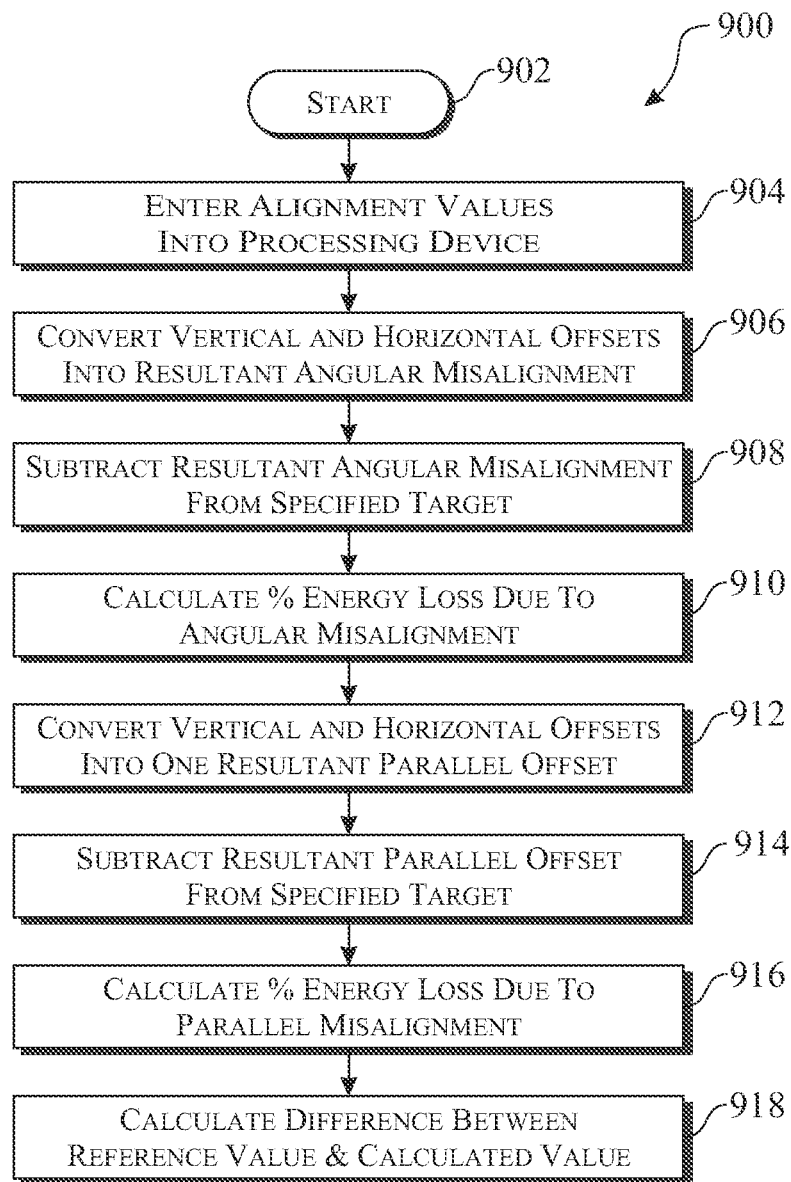 900
START
902
ENTER ALIGNMENT VALUES
INTO PROCESSING DEVICE
904
CONVERT VERTICAL AND HORIZONTAL OFFSETS
INTO RESULTANT ANGULAR MISALIGNMENT
906
SUBTRACT RESULTANT ANGULAR MISALIGNMENT
FROM SPECIFIED TARGET
908
CALCULATE % ENERGY LOSS DUE TO
ANGULAR MISALIGNMENT
910
CONVERT VERTICAL AND HORIZONTAL OFFSETS
INTO ONE RESULTANT PARALLEL OFFSET
912
SUBTRACT RESULTANT PARALLEL OFFSET
FROM SPECIFIED TARGET
914
CALCULATE % ENERGY LOSS DUE TO
PARALLEL MISALIGNMENT
916
CALCULATE DIFFERENCE BETWEEN
REFERENCE VALUE & CALCULATED VALUE
918